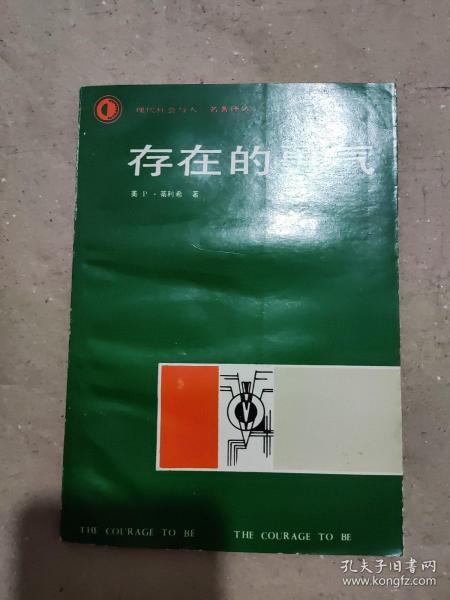 现代社会与人 名著译丛
存在的勇气
美 P·蒂利希 著
THE COURAGE TO BE THE COURAGE TO BE
孔夫子旧书网
www.kongfz.com